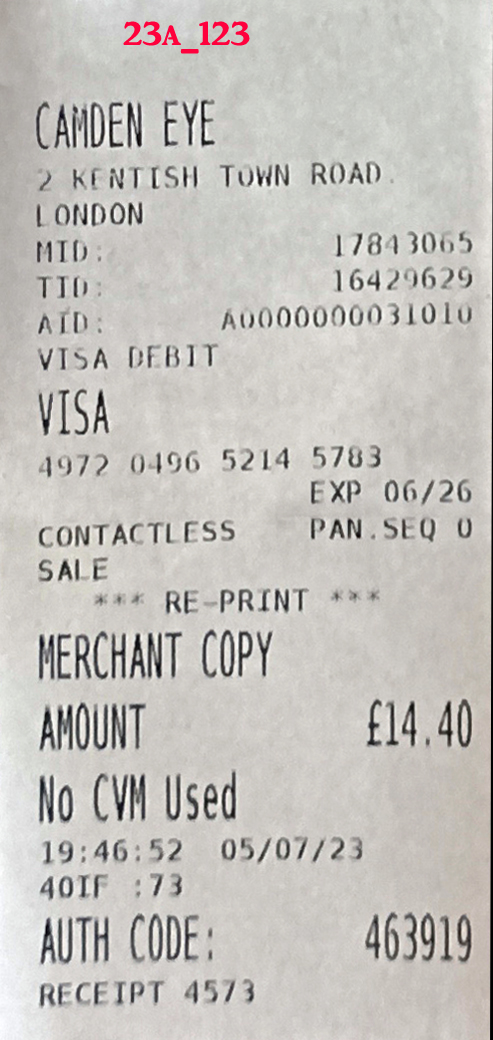 23A_123
CAMDEN EYE
2 KENTISH TOWN ROAD.
LONDON
MID: 17843065
TID: 16429629
AID: A0000000031010
VISA DEBIT
VISA
4972 0496 5214 5783
EXP 06/26
CONTACTLESS PAN.SEQ 0
SALE
*** RE-PRINT ***
MERCHANT COPY
AMOUNT £14.40
No CVM Used
19:46:52 05/07/23
40IF :73
AUTH CODE: 463919
RECEIPT 4573